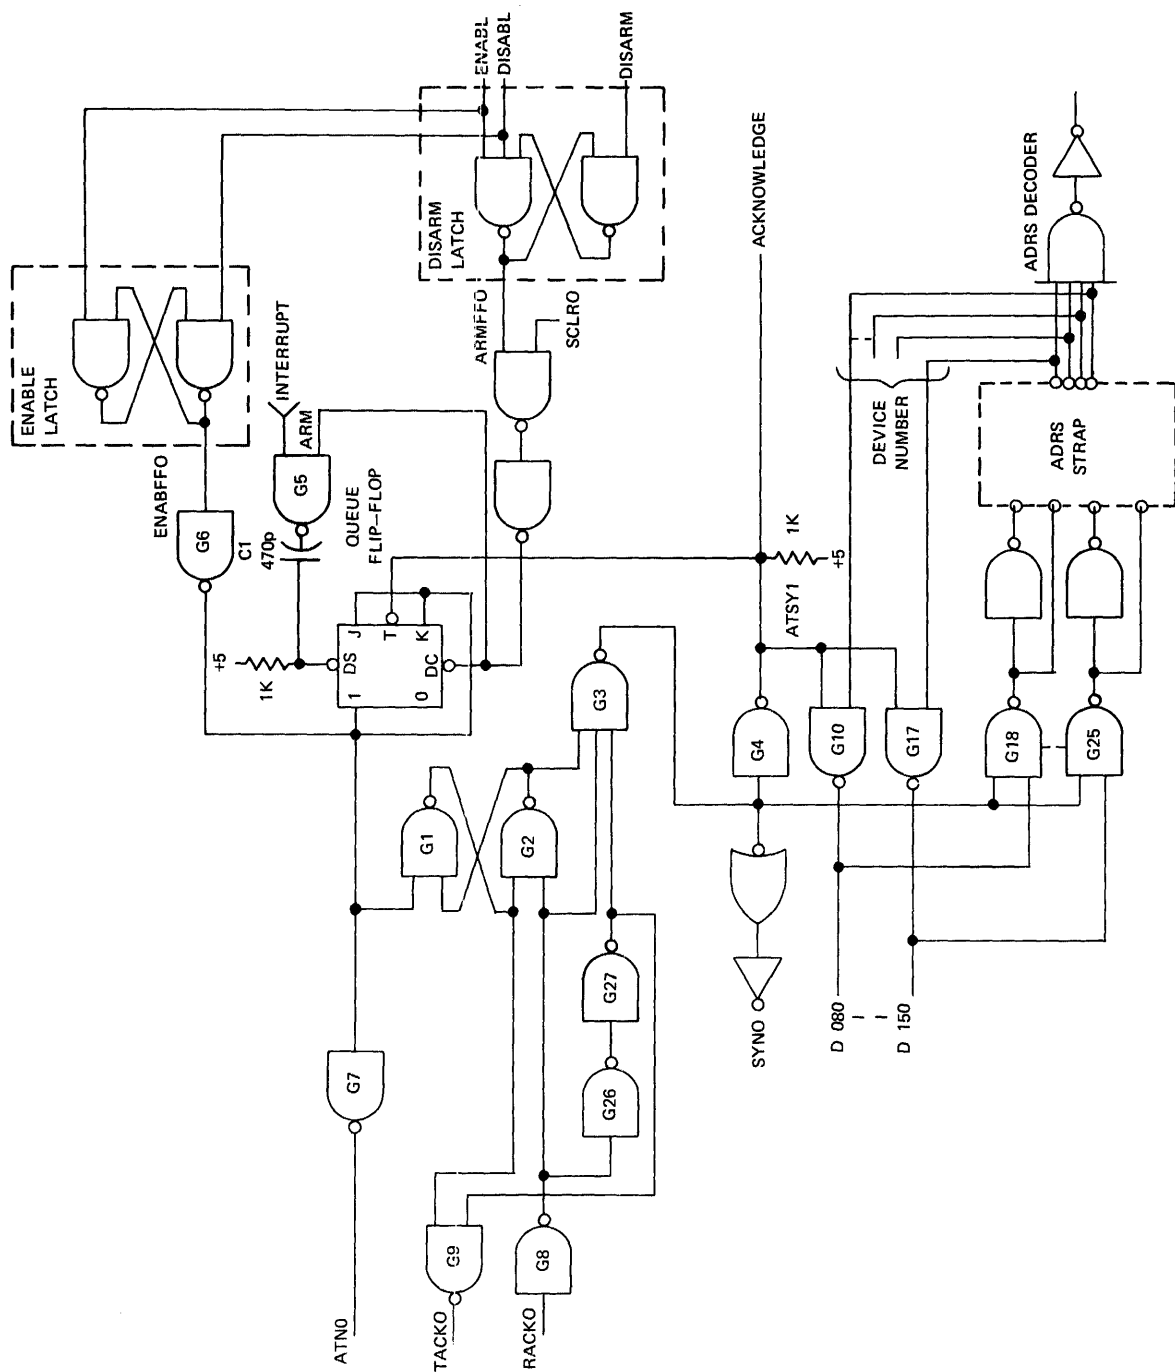 ENABLE
LATCH
ENABL
DISABL
DISARM
DISARM
LATCH
INTERRUPT
ARM
G5
ENABFFO
G6
C1
470p
QUEUE
FLIP-FLOP
ARMFFO
SCLRO
+5
1K
DS
1
J
T
K
0
DC
ACKNOWLEDGE
1K
+5
ATSY1
G3
G1
G2
G4
G10
G17
G7
G27
G26
G9
G8
ATN0
TACKO
RACKO
SYNO
D 080
D 150
DEVICE
NUMBER
ADRS DECODER
ADRS
STRAP
G18
G25